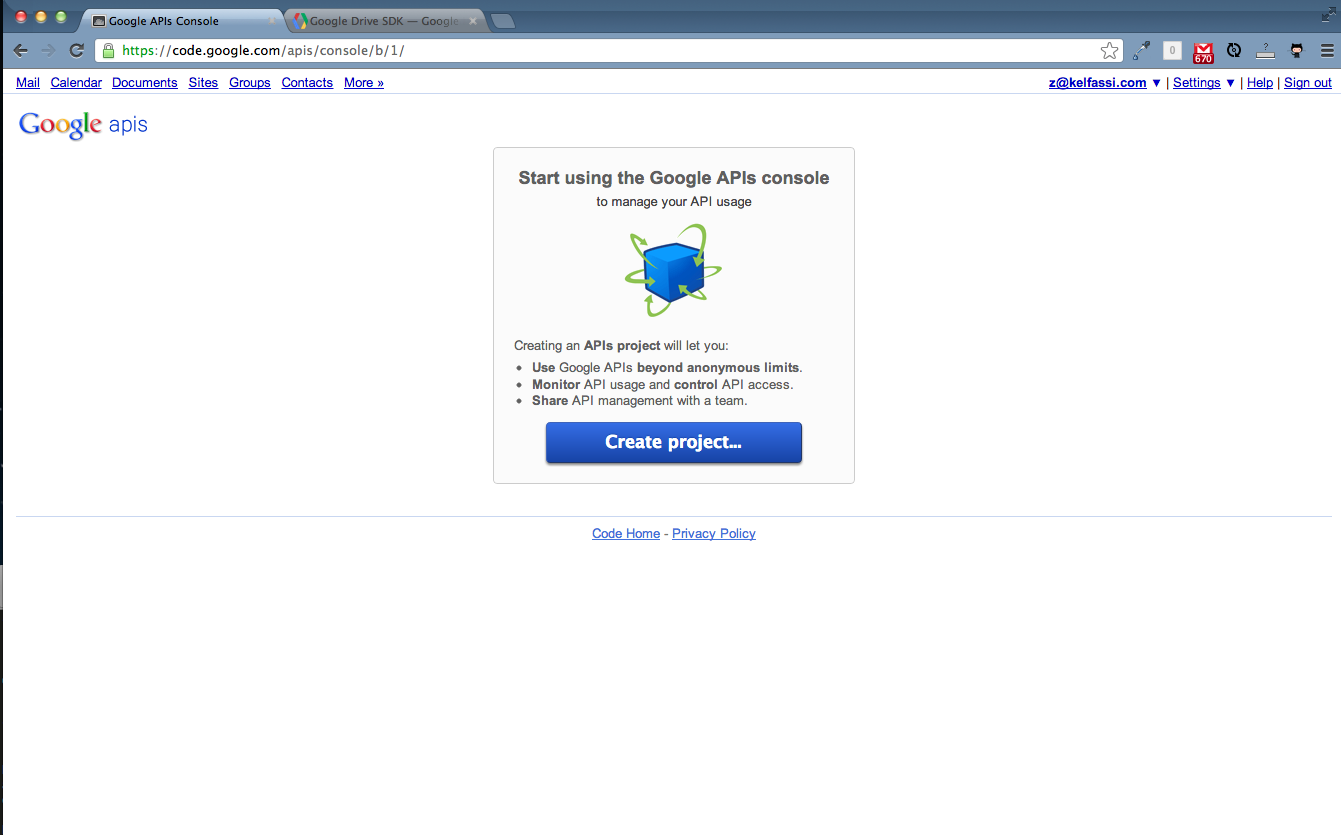 Google APIs Console
Google Drive SDK — Google
https://code.google.com/apis/console/b/1/
0
670
?
Mail Calendar Documents Sites Groups Contacts More »
z@kelfassi.com ▼ | Settings ▼ | Help | Sign out
Google apis
Start using the Google APIs console
to manage your API usage
Creating an APIs project will let you:
• Use Google APIs beyond anonymous limits.
• Monitor API usage and control API access.
• Share API management with a team.
Create project...
Code Home - Privacy Policy